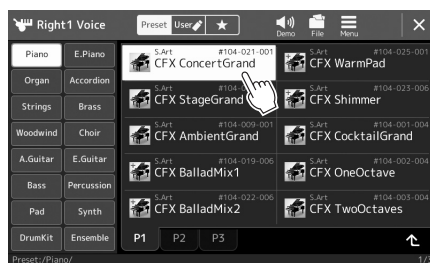 Right1 Voice
Preset User ★
Demo File Menu
Piano E.Piano
Organ Accordion
Strings Brass
Woodwind Choir
A.Guitar E.Guitar
Bass Percussion
Pad Synth
DrumKit Ensemble
S.Art #104-021-001
CFX ConcertGrand
S.Art #104-025-001
CFX WarmPad
S.Art
CFX StageGrand
S.Art #104-023-006
CFX Shimmer
S.Art #104-009-001
CFX AmbientGrand
S.Art #104-001-004
CFX CocktailGrand
S.Art #104-019-006
CFX BalladMix1
S.Art #104-002-004
CFX OneOctave
S.Art #104-022-006
CFX BalladMix2
S.Art #104-003-004
CFX TwoOctaves
P1 P2 P3
Preset:/Piano/ 1/3